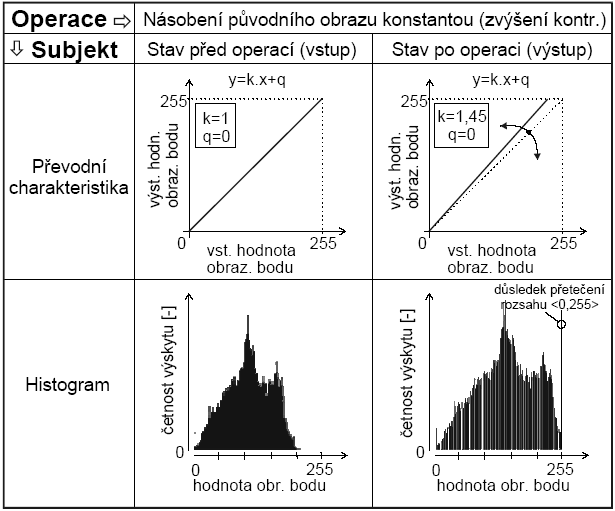 Operace ⇨ Násobení původního obrazu konstantou (zvýšení kontr.)
⇩ Subjekt Stav před operací (vstup) Stav po operaci (výstup)
Převodní
charakteristika
y=k.x+q
255
k=1
q=0
výst. hodn.
obraz. bodu
0
255
vst. hodnota
obraz. bodu
y=k.x+q
255
k=1,45
q=0
výst. hodn.
obraz. bodu
0
255
vst. hodnota
obraz. bodu
Histogram
četnost výskytu [-]
0
0
255
hodnota obr. bodu
důsledek přetečení
rozsahu <0,255>
četnost výskytu [-]
0
0
255
hodnota obr. bodu